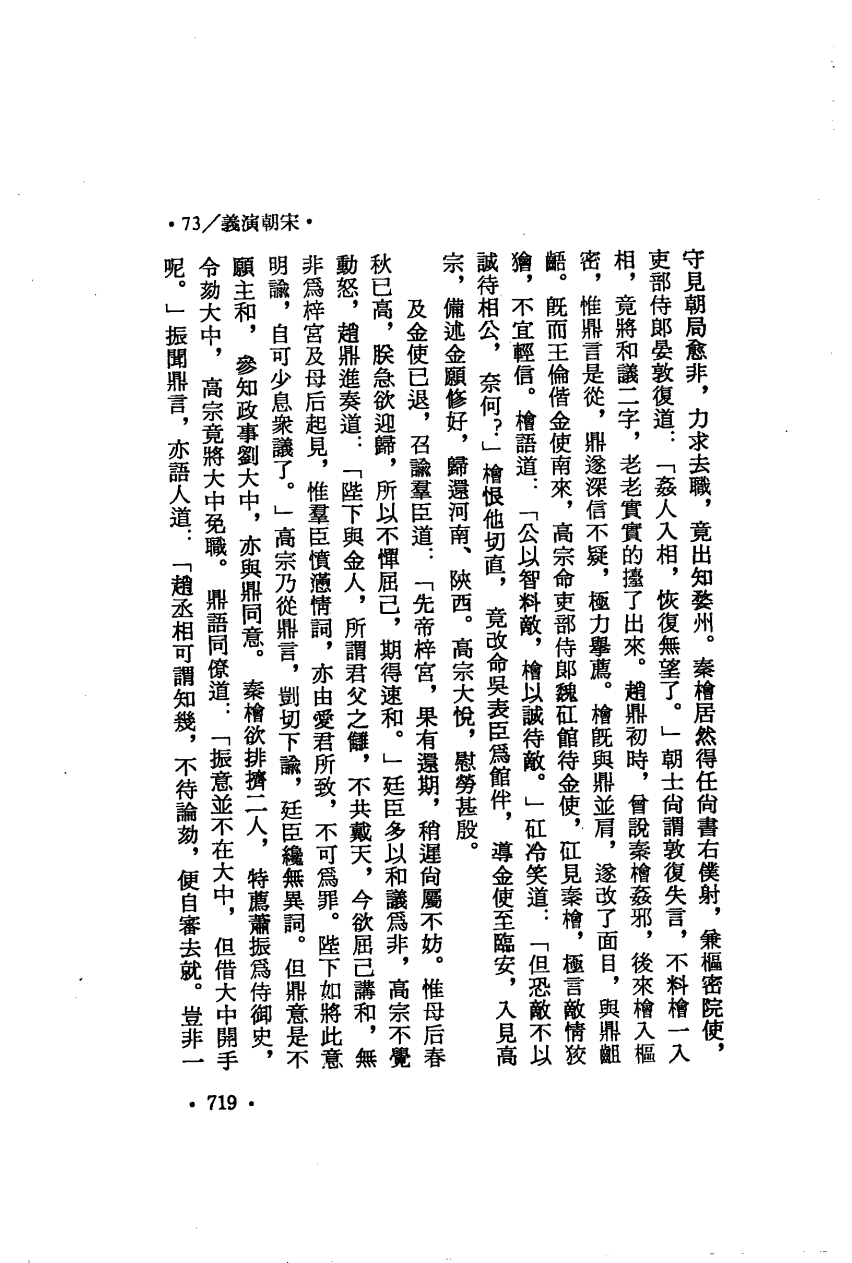 ·73/義演朝宋·
守見朝局愈非，力求去職，竟出知婺州。秦檜居然得任尚書右僕射，兼樞密院使，
吏部侍郎晏敦復道：「姦人入相，恢復無望了。」朝士尚謂敦復失言，不料檜一入
相，竟將和議二字，老老實實的擡了出來。趙鼎初時，曾說秦檜姦邪，後來檜入樞
密，惟鼎言是從，鼎遂深信不疑，極力舉薦。檜既與鼎並肩，遂改了面目，與鼎齟
齬。既而王倫偕金使南來，高宗命吏部侍郎魏矼館待金使，矼見秦檜，極言敵情狡
獪，不宜輕信。檜語道：「公以智料敵，檜以誠待敵。」矼冷笑道：「但恐敵不以
誠待相公，奈何？」檜恨他切直，竟改命吳表臣爲館伴，導金使至臨安，入見高
宗，備述金願修好，歸還河南、陝西。高宗大悅，慰勞甚殷。
及金使已退，召諭羣臣道：「先帝梓宮，果有還期，稍遲尚屬不妨。惟母后春
秋已高，朕急欲迎歸，所以不憚屈己，期得速和。」廷臣多以和議爲非，高宗不覺
動怒，趙鼎進奏道：「陛下與金人，所謂君父之讎，不共戴天，今欲屈己講和，無
非爲梓宮及母后起見，惟羣臣憤懣情詞，亦由愛君所致，不可爲罪。陛下如將此意
明諭，自可少息衆議了。」高宗乃從鼎言，剴切下諭，廷臣纔無異詞。但鼎意是不
願主和，參知政事劉大中，亦與鼎同意。秦檜欲排擠二人，特薦蕭振爲侍御史，
令劾大中，高宗竟將大中免職。鼎語同僚道：「振意並不在大中，但借大中開手
呢。」振聞鼎言，亦語人道：「趙丞相可謂知幾，不待論劾，便自審去就。豈非一
·719·